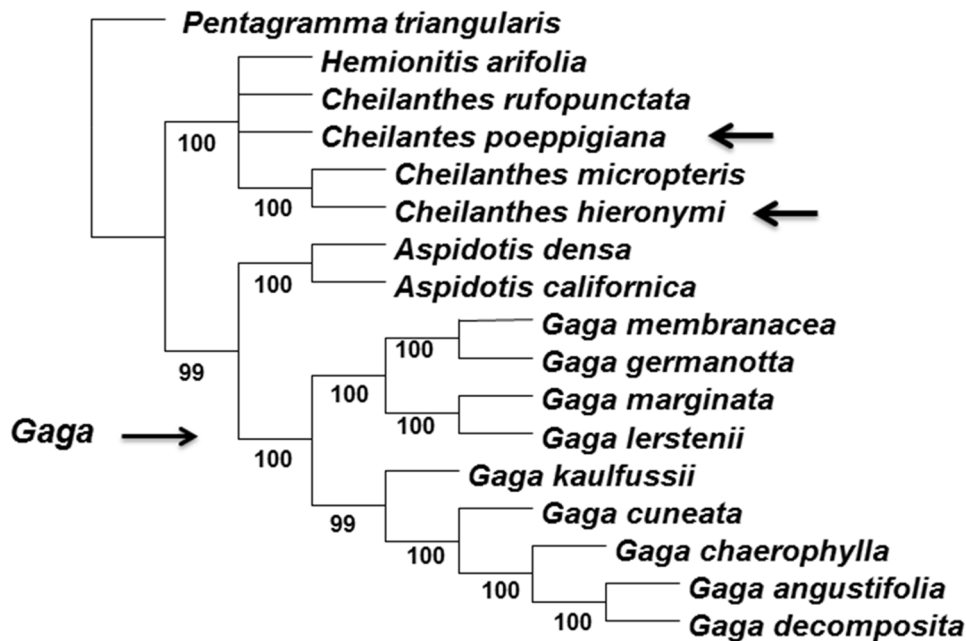 Pentagramma triangularis
Hemionitis arifolia
Cheilanthes rufopunctata
100
Cheilantes poeppigiana
Cheilanthes micropteris
100
Cheilanthes hieronymi
Aspidotis densa
100
Aspidotis californica
Gaga membranacea
100
Gaga germanotta
99
100
Gaga marginata
100
Gaga lerstenii
Gaga
100
Gaga kaulfussii
99
Gaga cuneata
100
Gaga chaerophylla
100
Gaga angustifolia
100
Gaga decomposita